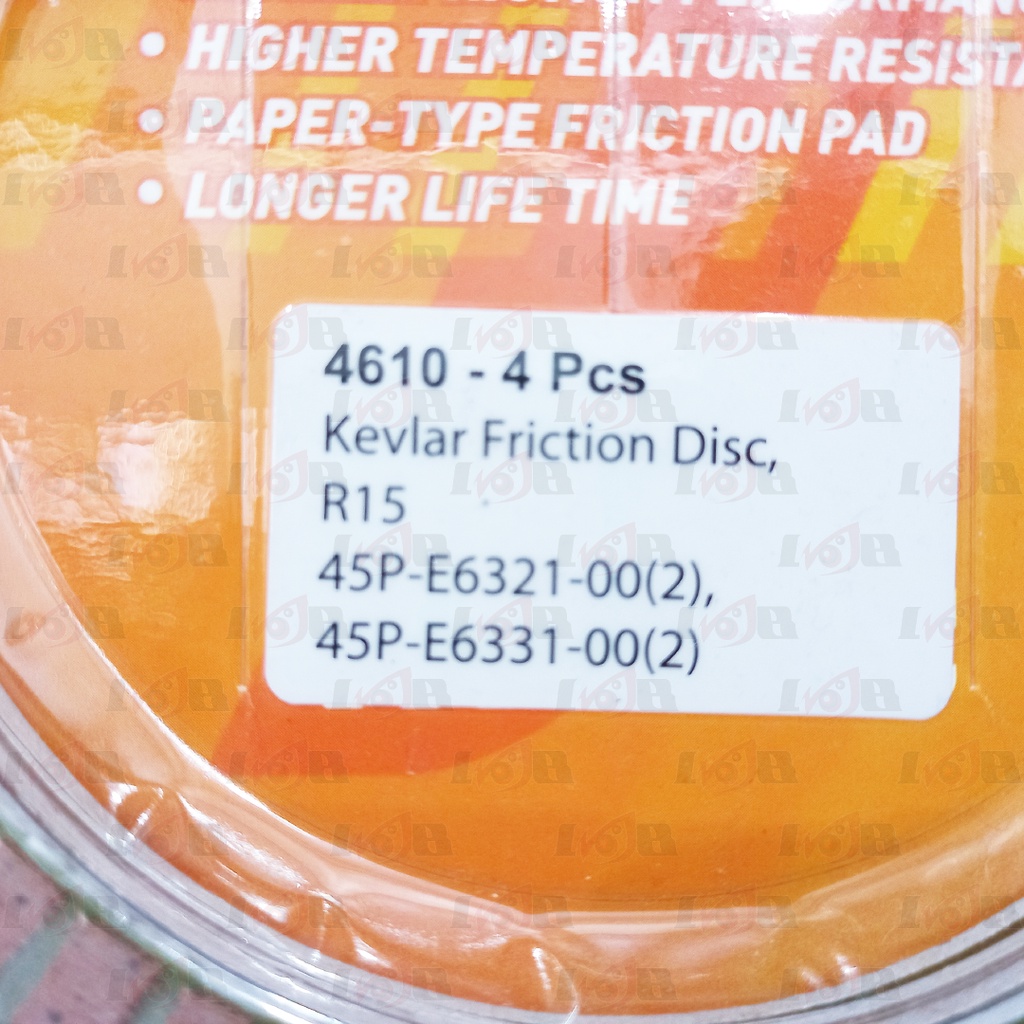 • HIGHER TEMPERATURE RESISTA
• PAPER-TYPE FRICTION PAD
• LONGER LIFE TIME
4610 - 4 Pcs
Kevlar Friction Disc,
R15
45P-E6321-00(2),
45P-E6331-00(2)